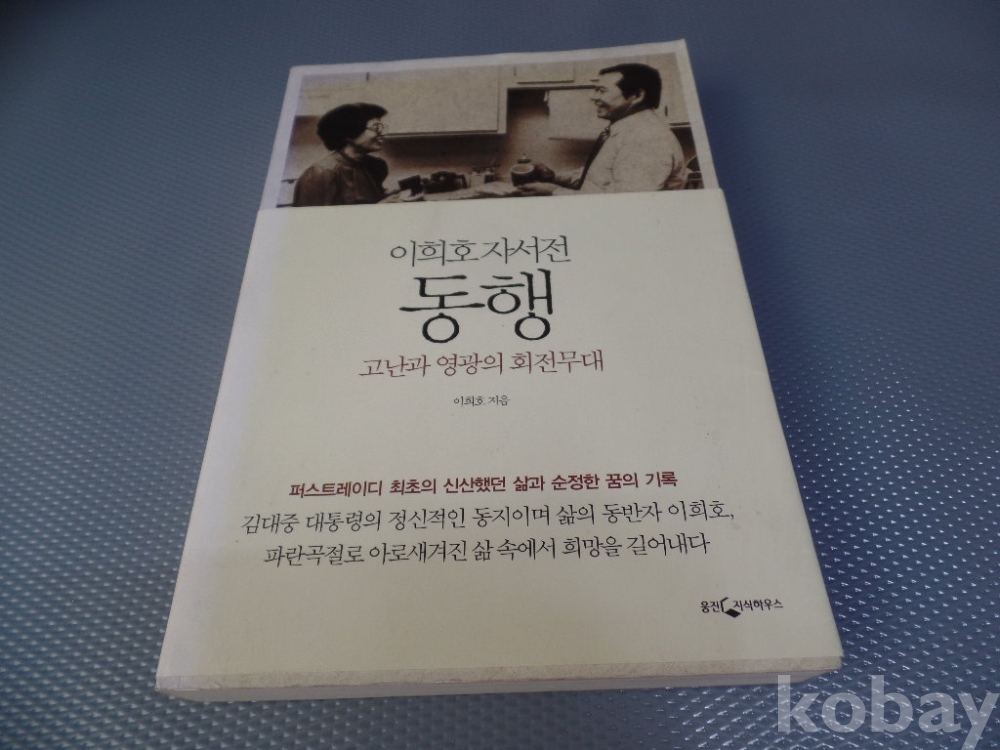 이희호 자서전
동행
고난과 영광의 회전무대
이희호 지음
퍼스트레이디 최초의 신산했던 삶과 순정한 꿈의 기록
김대중 대통령의 정신적인 동지이며 삶의 동반자 이희호,
파란곡절로 아로새겨진 삶 속에서 희망을 길어내다
웅진 지식하우스
kobay